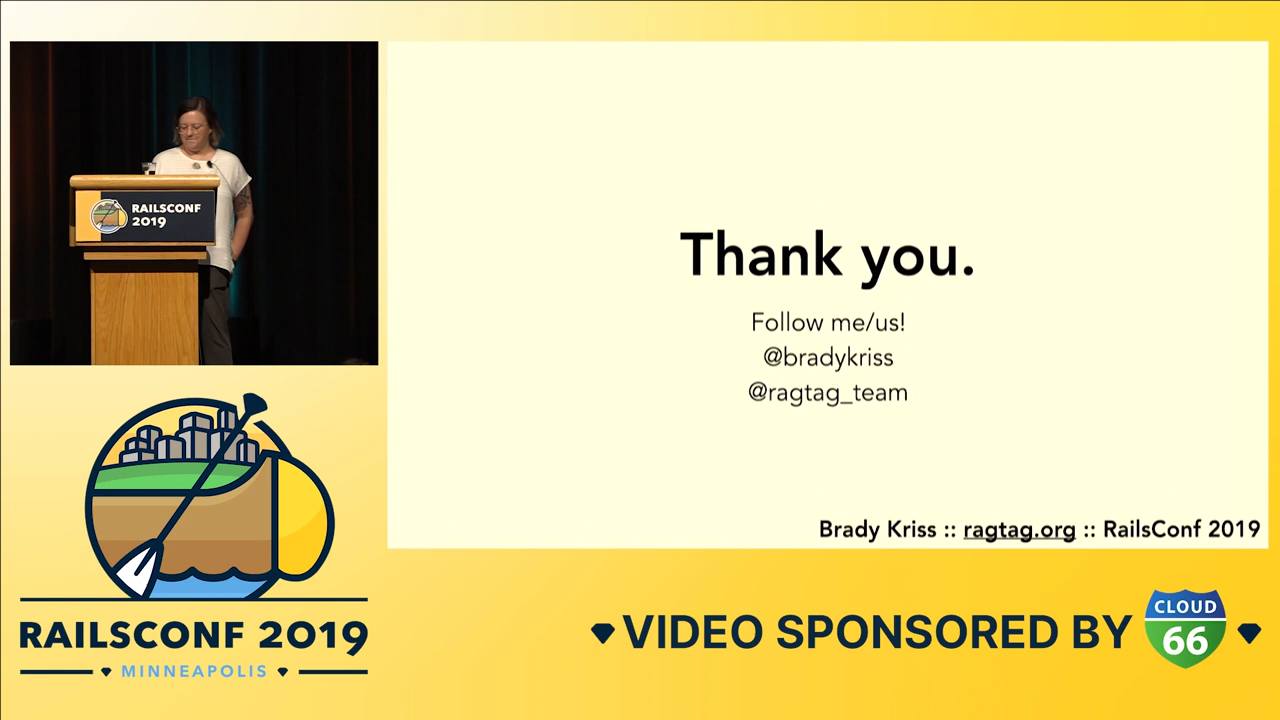 RAILSCONF
2019
Thank you.
Follow me/us!
@bradykriss
@ragtag_team
Brady Kriss :: ragtag.org :: RailsConf 2019
RAILSCONF 2019
MINNEAPOLIS
VIDEO SPONSORED BY
CLOUD
66